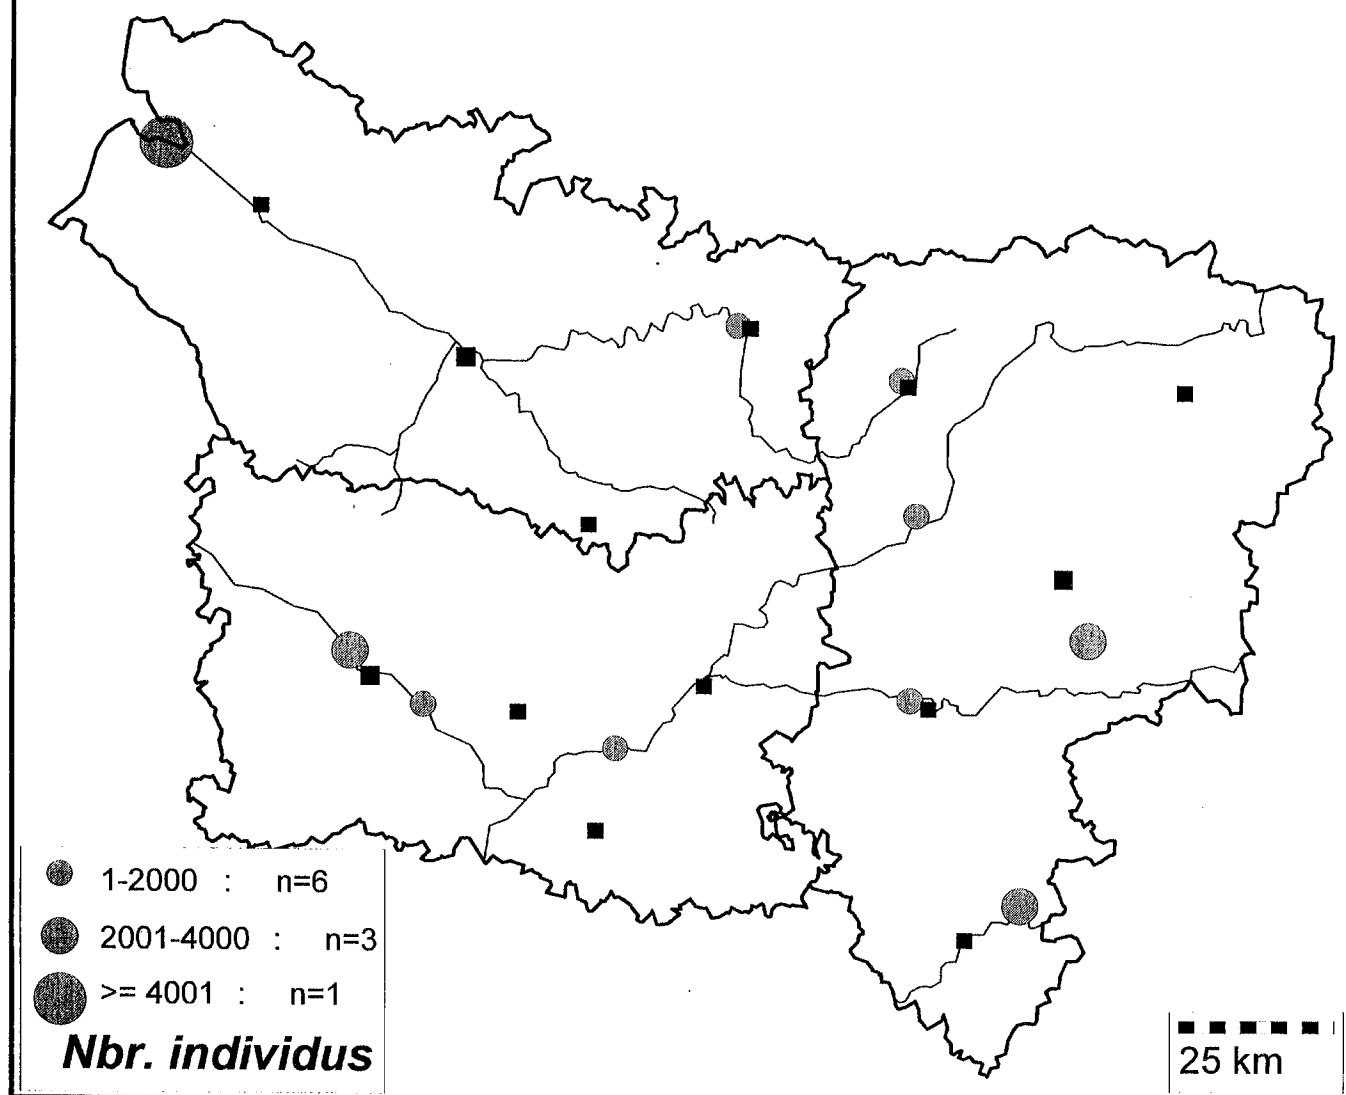 1-2000 : n=6
2001-4000 : n=3
>= 4001 : n=1
Nbr. individus
25 km